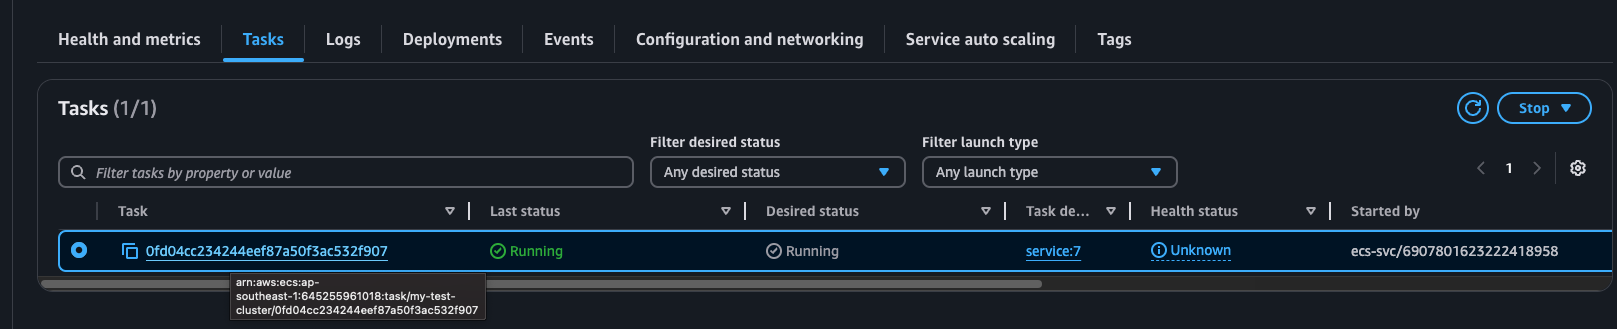 Health and metrics
Tasks
Logs
Deployments
Events
Configuration and networking
Service auto scaling
Tags
Tasks (1/1)
Stop
Filter desired status
Filter launch type
Filter tasks by property or value
Any desired status
Any launch type
1
Task
Last status
Desired status
Task de...
Health status
Started by
0fd04cc234244eef87a50f3ac532f907
Running
Running
service:7
Unknown
ecs-svc/6907801623222418958
arn:aws:ecs:ap-
southeast-1:645255961018:task/my-test-
cluster/0fd04cc234244eef87a50f3ac532f907